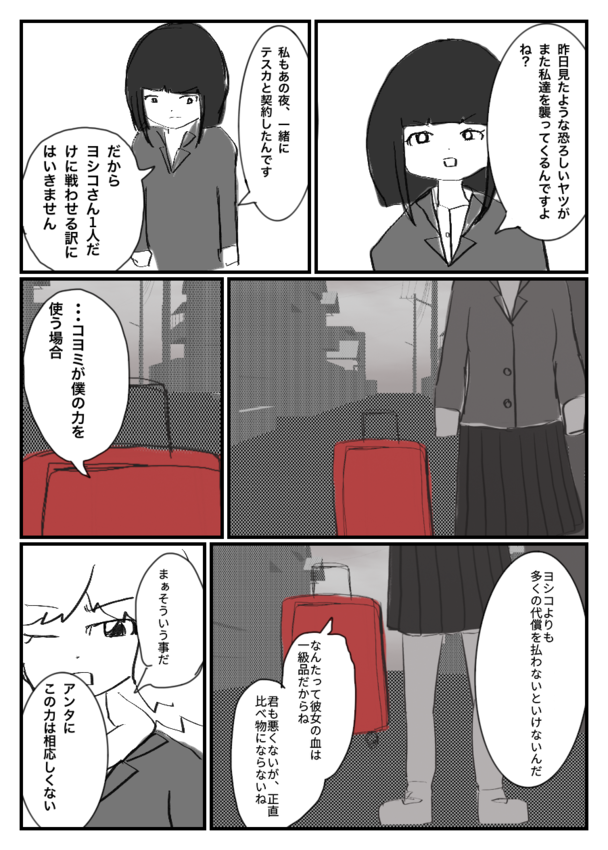 昨日見たような恐ろしいヤツが
また私達を襲ってくるんですよ
ね？
私もあの夜、一緒に
テスカと契約したんです
だから
ヨシコさん1人だ
けに戦わせる訳に
はいきません
・・・コヨミが僕の力を
使う場合
ヨシコよりも
多くの代償を払わないといけないんだ
なんたって彼女の血は
一級品だからね
君も悪くないが、正直
比べ物にならないね
まぁそういう事だ
アンタに
この力は相応しくない